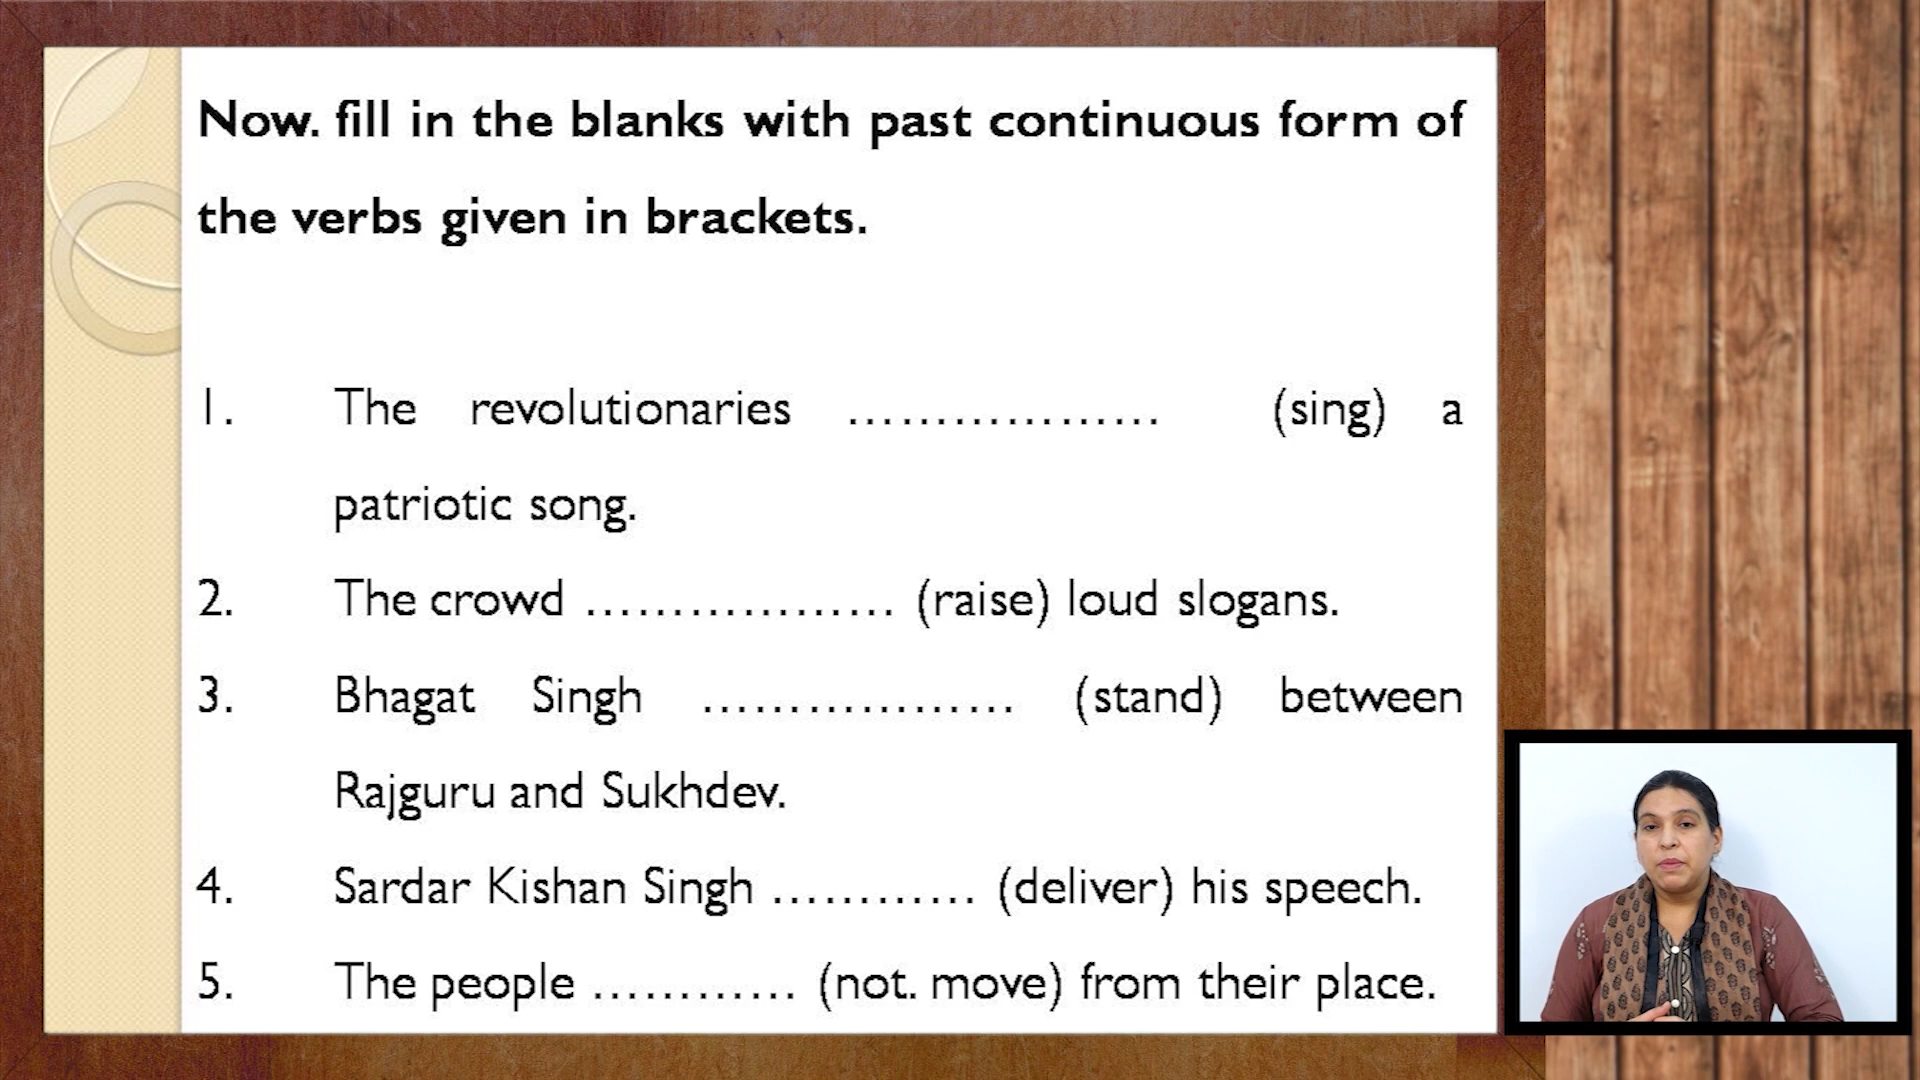 Now. fill in the blanks with past continuous form of
the verbs given in brackets.
1. The revolutionaries .................. (sing) a
patriotic song.
2. The crowd .................. (raise) loud slogans.
3. Bhagat Singh .................. (stand) between
Rajguru and Sukhdev.
4. Sardar Kishan Singh ............ (deliver) his speech.
5. The people ............ (not. move) from their place.